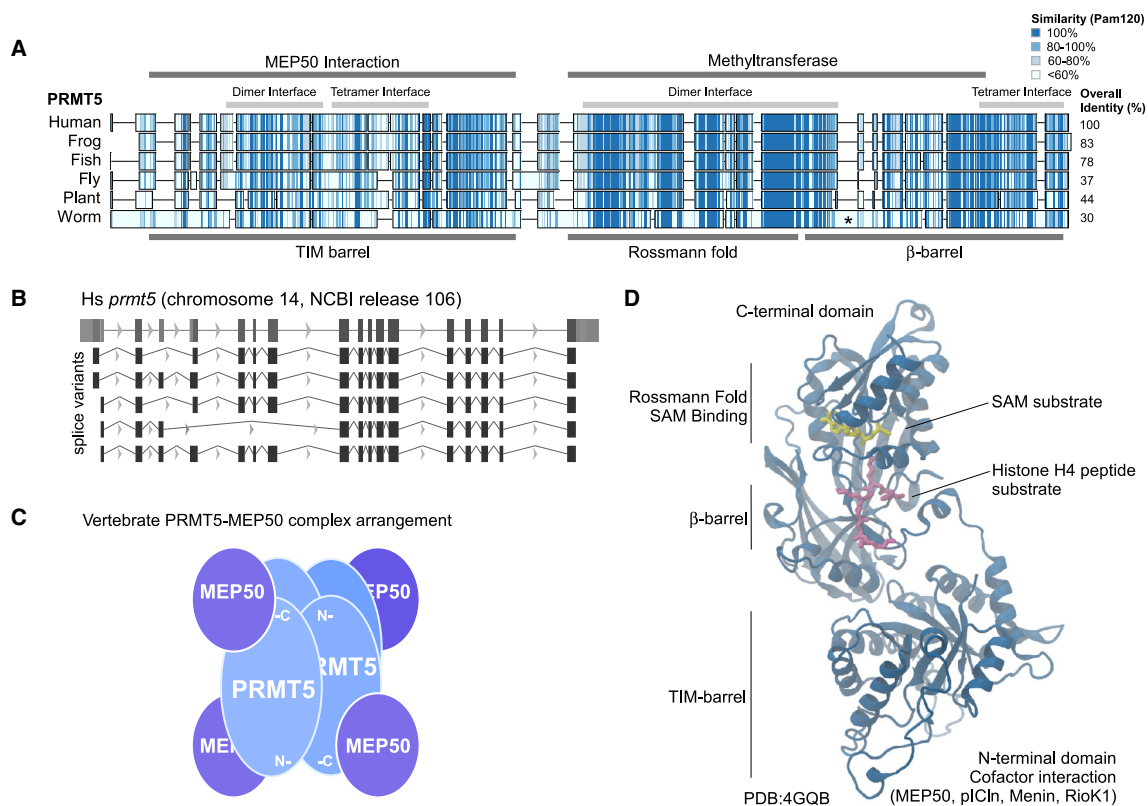 A
Similarity (Pam120)
100%
80-100%
60-80%
<60%
MEP50 Interaction
Methyltransferase
PRMT5
Dimer Interface
Tetramer Interface
Dimer Interface
Tetramer Interface
Overall
Identity (%)
Human
100
Frog
83
Fish
78
Fly
37
Plant
44
Worm
*
30
TIM barrel
Rossmann fold
β-barrel
B
Hs prmt5 (chromosome 14, NCBI release 106)
splice variants
C
Vertebrate PRMT5-MEP50 complex arrangement
MEP50
EP50
-C
N-
PRMT5
RMT5
ME
MEP50
N-
-C
D
C-terminal domain
Rossmann Fold
SAM Binding
SAM substrate
Histone H4 peptide
substrate
β-barrel
TIM-barrel
N-terminal domain
Cofactor interaction
(MEP50, pICln, Menin, RioK1)
PDB:4GQB